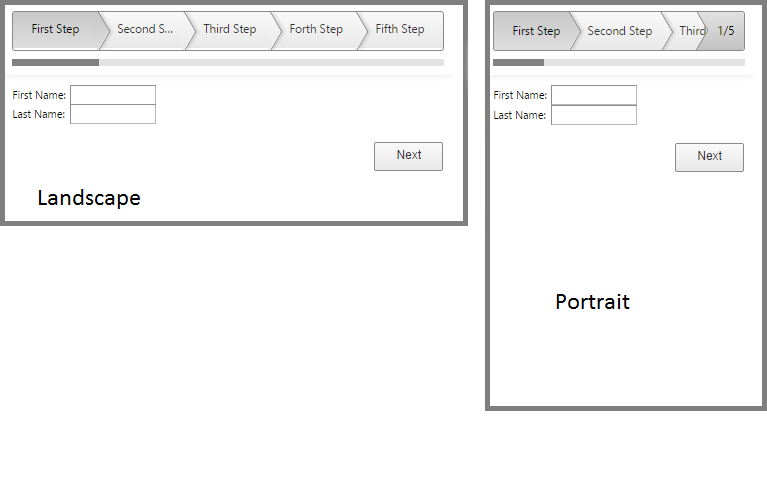 First Step Second S... Third Step Forth Step Fifth Step
First Name:
Last Name:
Next
Landscape
First Step Second Step Third 1/5
First Name:
Last Name:
Next
Portrait